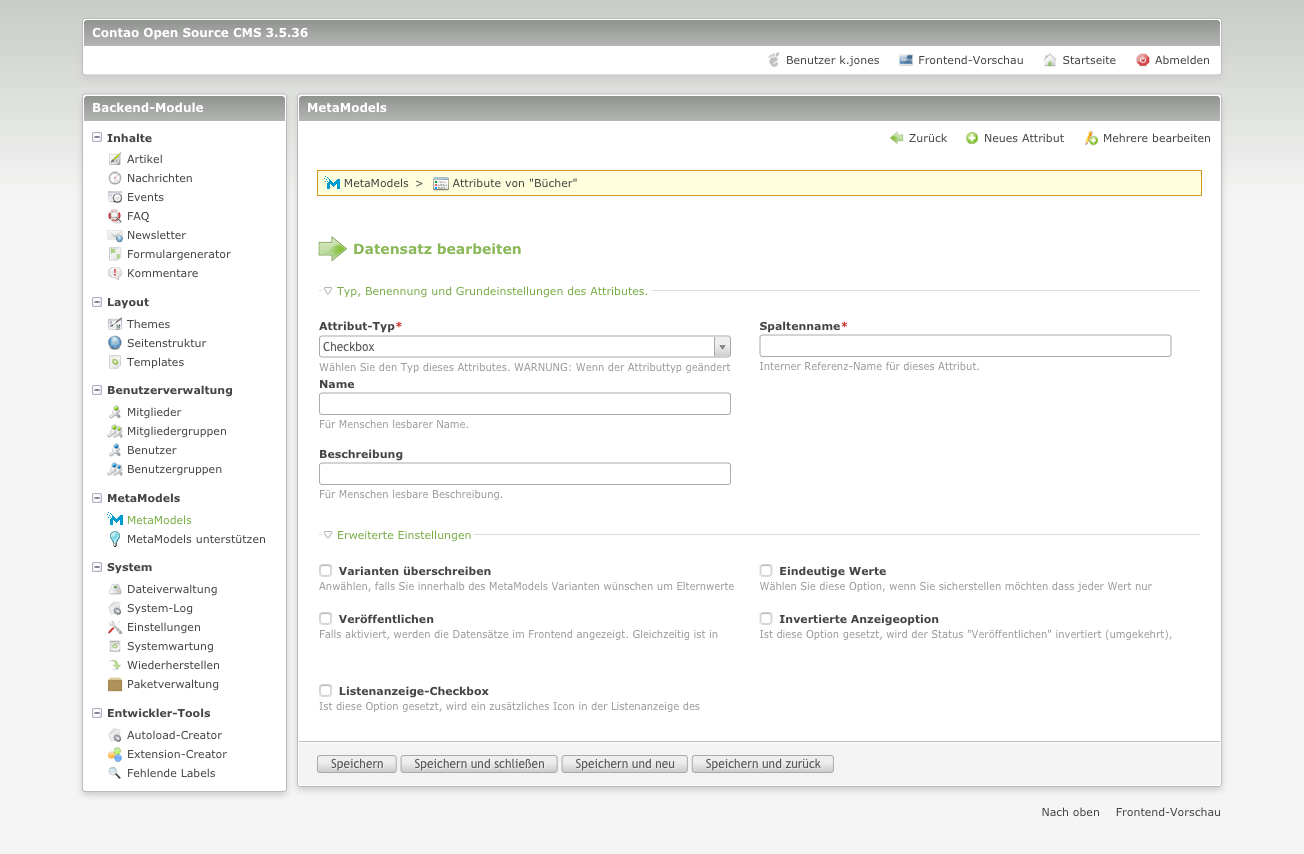 Contao Open Source CMS 3.5.36
Benutzer k.jones Frontend-Vorschau Startseite Abmelden
Backend-Module
Inhalte
Artikel
Nachrichten
Events
FAQ
Newsletter
Formulargenerator
Kommentare
Layout
Themes
Seitenstruktur
Templates
Benutzerverwaltung
Mitglieder
Mitgliedergruppen
Benutzer
Benutzergruppen
MetaModels
MetaModels
MetaModels unterstützen
System
Dateiverwaltung
System-Log
Einstellungen
Systemwartung
Wiederherstellen
Paketverwaltung
Entwickler-Tools
Autoload-Creator
Extension-Creator
Fehlende Labels
MetaModels
Zurück Neues Attribut Mehrere bearbeiten
MetaModels > Attribute von "Bücher"
Datensatz bearbeiten
Typ, Benennung und Grundeinstellungen des Attributes.
Attribut-Typ*
Checkbox
Wählen Sie den Typ dieses Attributes. WARNUNG: Wenn der Attributtyp geändert
Spaltenname*
Interner Referenz-Name für dieses Attribut.
Name
Für Menschen lesbarer Name.
Beschreibung
Für Menschen lesbare Beschreibung.
Erweiterte Einstellungen
Varianten überschreiben
Anwählen, falls Sie innerhalb des MetaModels Varianten wünschen um Elternwerte
Eindeutige Werte
Wählen Sie diese Option, wenn Sie sicherstellen möchten dass jeder Wert nur
Veröffentlichen
Falls aktiviert, werden die Datensätze im Frontend angezeigt. Gleichzeitig ist in
Invertierte Anzeigeoption
Ist diese Option gesetzt, wird der Status "Veröffentlichen" invertiert (umgekehrt),
Listenanzeige-Checkbox
Ist diese Option gesetzt, wird ein zusätzliches Icon in der Listenanzeige des
Speichern Speichern und schließen Speichern und neu Speichern und zurück
Nach oben Frontend-Vorschau